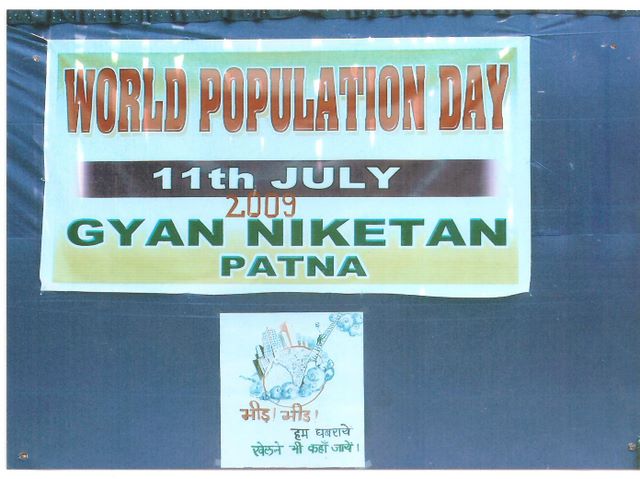 WORLD POPULATION DAY
11th JULY
2009
GYAN NIKETAN
PATNA
भीड़! भीड़!
हम घबराये
खेलने भी कहाँ जायें!